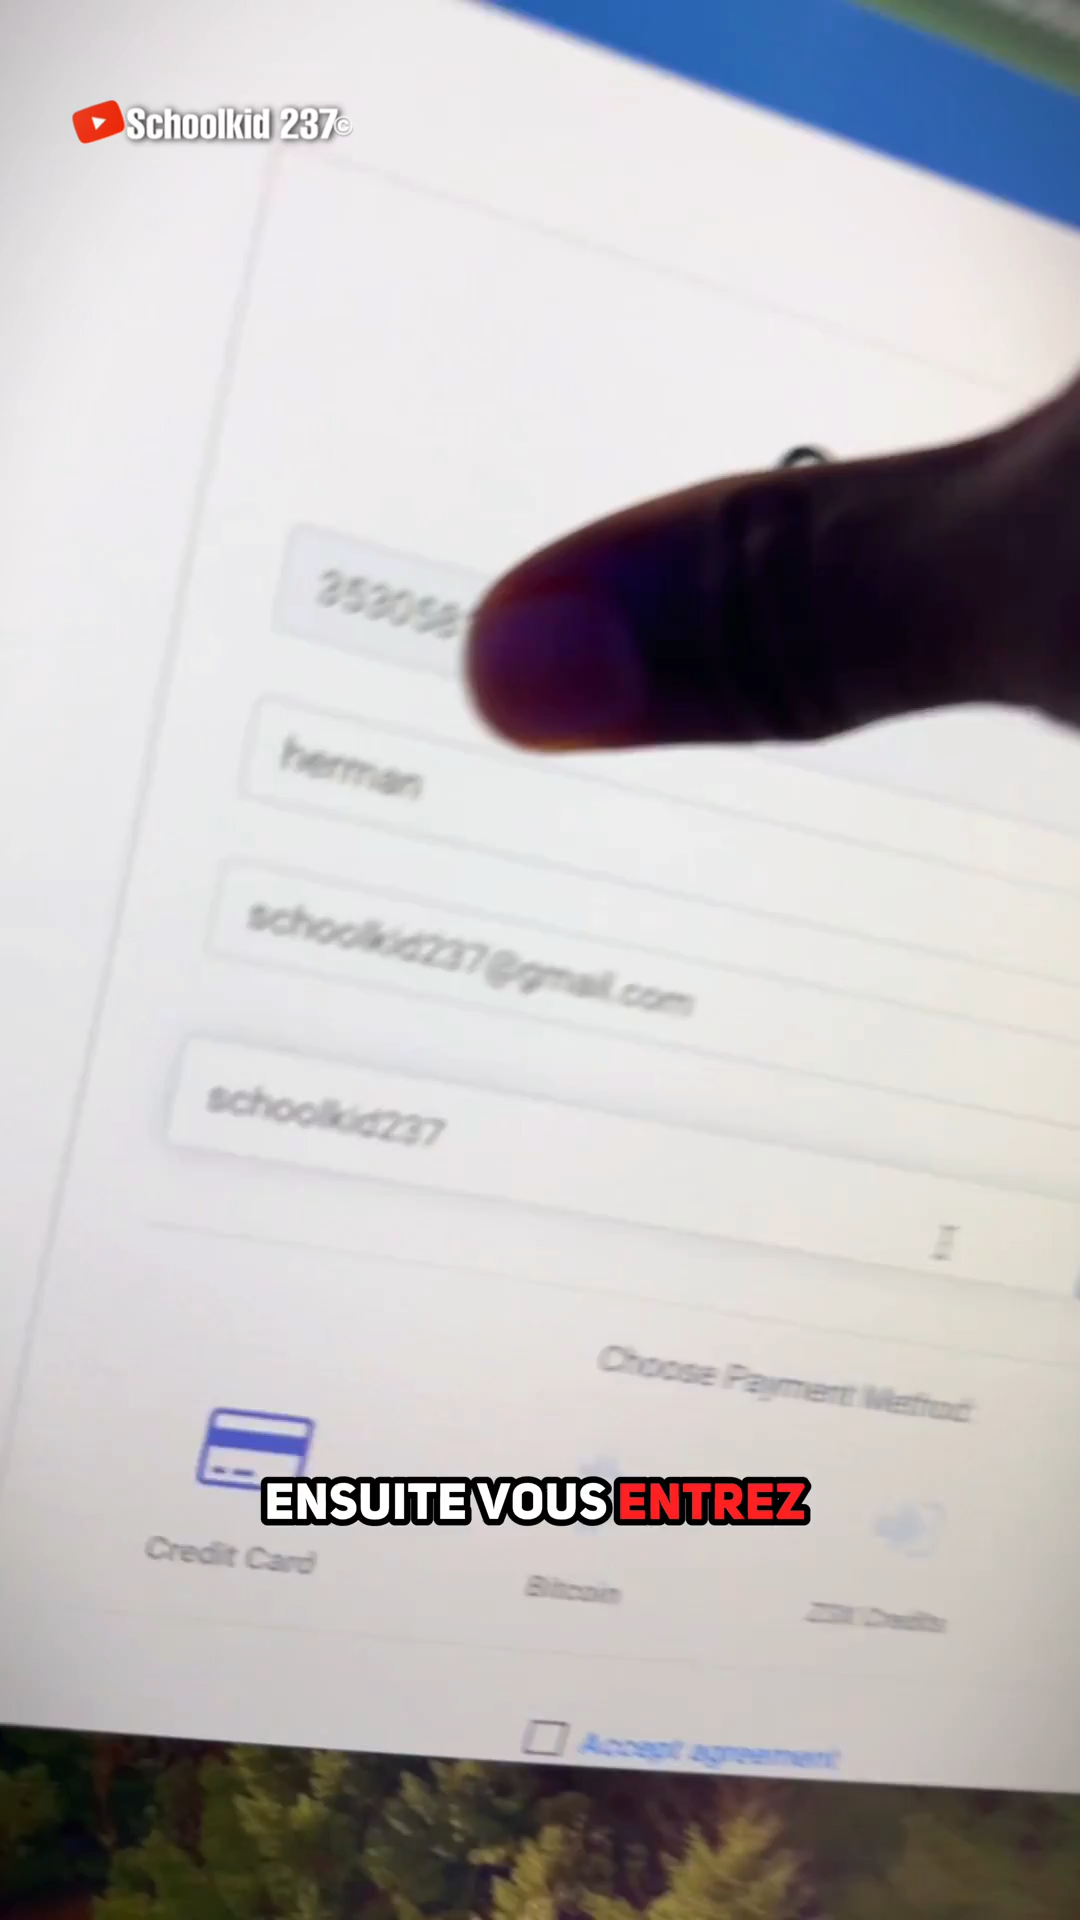 Schoolkid 237©
353058
herman
schoolkid237@gmail.com
schoolkid237
Choose Payment Method
ENSUITE VOUS ENTREZ
Credit Card
Bitcoin
Credits
Accept agreement